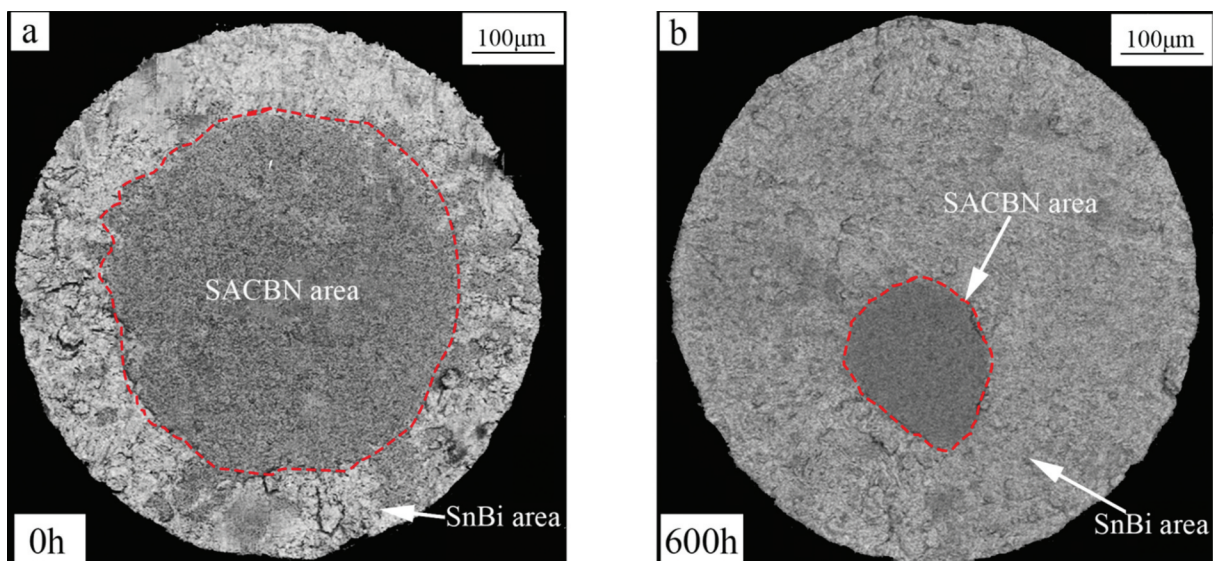 a
100μm
SACBN area
SnBi area
0h
b
100μm
SACBN area
SnBi area
600h